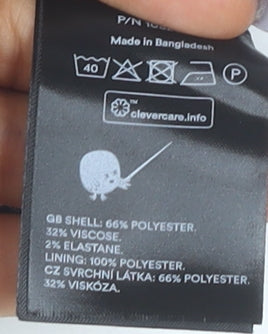 P/N
Made in Bangladesh
40
P
TM
clevercare.info
GB SHELL: 66% POLYESTER.
32% VISCOSE.
2% ELASTANE.
LINING: 100% POLYESTER.
CZ SVRCHNÍ LÁTKA: 66% POLYESTER.
32% VISKÓZA.